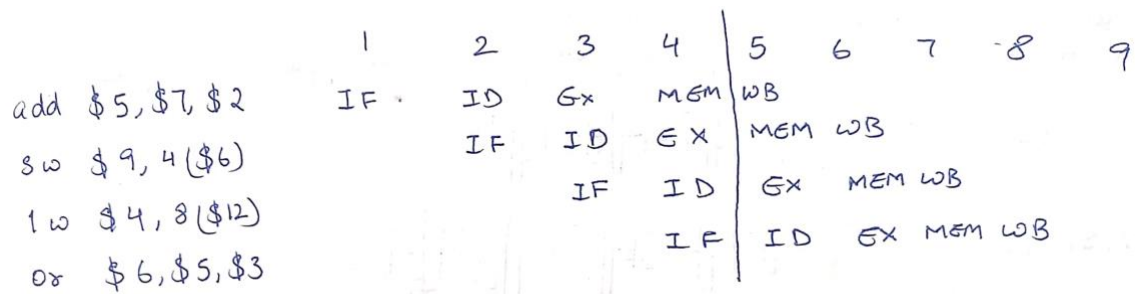 1 2 3 4 5 6 7 8 9
add $5, $7, $2 IF. ID EX MEM WB
sw $9, 4($6) IF ID EX MEM WB
lw $4, 8($12) IF ID EX MEM WB
or $6, $5, $3 IF ID EX MEM WB